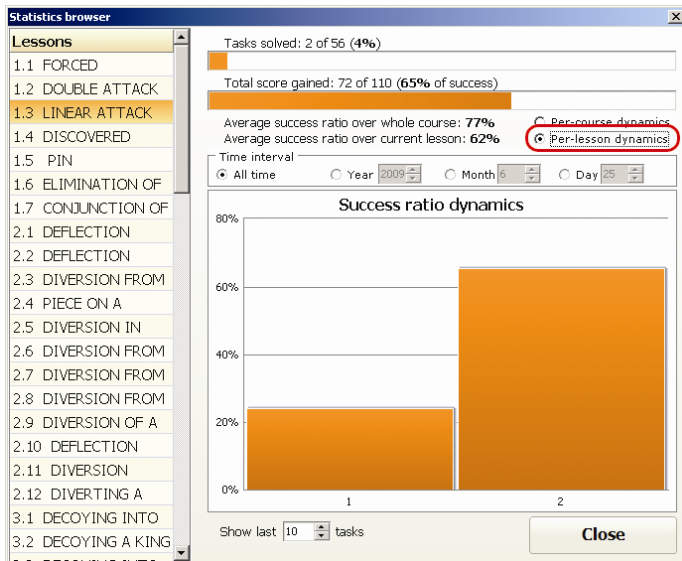 Statistics browser
Lessons
1.1 FORCED
1.2 DOUBLE ATTACK
1.3 LINEAR ATTACK
1.4 DISCOVERED
1.5 PIN
1.6 ELIMINATION OF
1.7 CONJUNCTION OF
2.1 DEFLECTION
2.2 DEFLECTION
2.3 DIVERSION FROM
2.4 PIECE ON A
2.5 DIVERSION IN
2.6 DIVERSION FROM
2.7 DIVERSION FROM
2.8 DIVERSION FROM
2.9 DIVERSION OF A
2.10 DEFLECTION
2.11 DIVERSION
2.12 DIVERTING A
3.1 DECOYING INTO
3.2 DECOYING A KING
Tasks solved: 2 of 56 (4%)
Total score gained: 72 of 110 (65% of success)
Average success ratio over whole course: 77%
Per-course dynamics
Average success ratio over current lesson: 62%
Per-lesson dynamics
Time interval
All time Year 2009 Month 6 Day 25
Success ratio dynamics
80%
60%
40%
20%
0%
1 2
Show last 10 tasks
Close